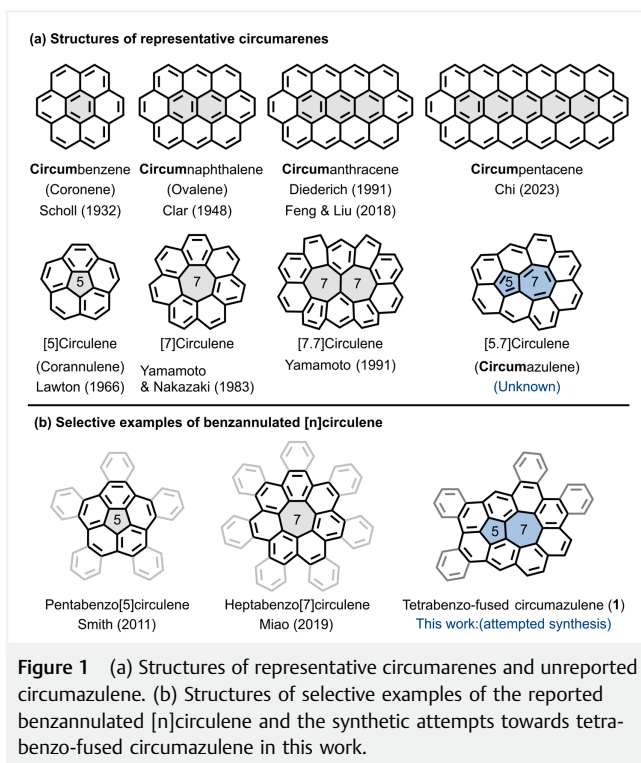 (a) Structures of representative circumarenes
Circumbenzene Circumnaphthalene Circumanthracene Circumpentacene
(Coronene) (Ovalene) Diederich (1991) Chi (2023)
Scholl (1932) Clar (1948) Feng & Liu (2018)
5 7 7 7 5 7
[5]Circulene [7]Circulene [7.7]Circulene [5.7]Circulene
(Corannulene) Yamamoto Yamamoto (1991) (Circumazulene)
Lawton (1966) & Nakazaki (1983) (Unknown)
(b) Selective examples of benzannulated [n]circulene
5 7 5 7
Pentabenzo[5]circulene Heptabenzo[7]circulene Tetrabenzo-fused circumazulene (1)
Smith (2011) Miao (2019) This work:(attempted synthesis)
Figure 1 (a) Structures of representative circumarenes and unreported
circumazulene. (b) Structures of selective examples of the reported
benzannulated [n]circulene and the synthetic attempts towards tetra-
benzo-fused circumazulene in this work.